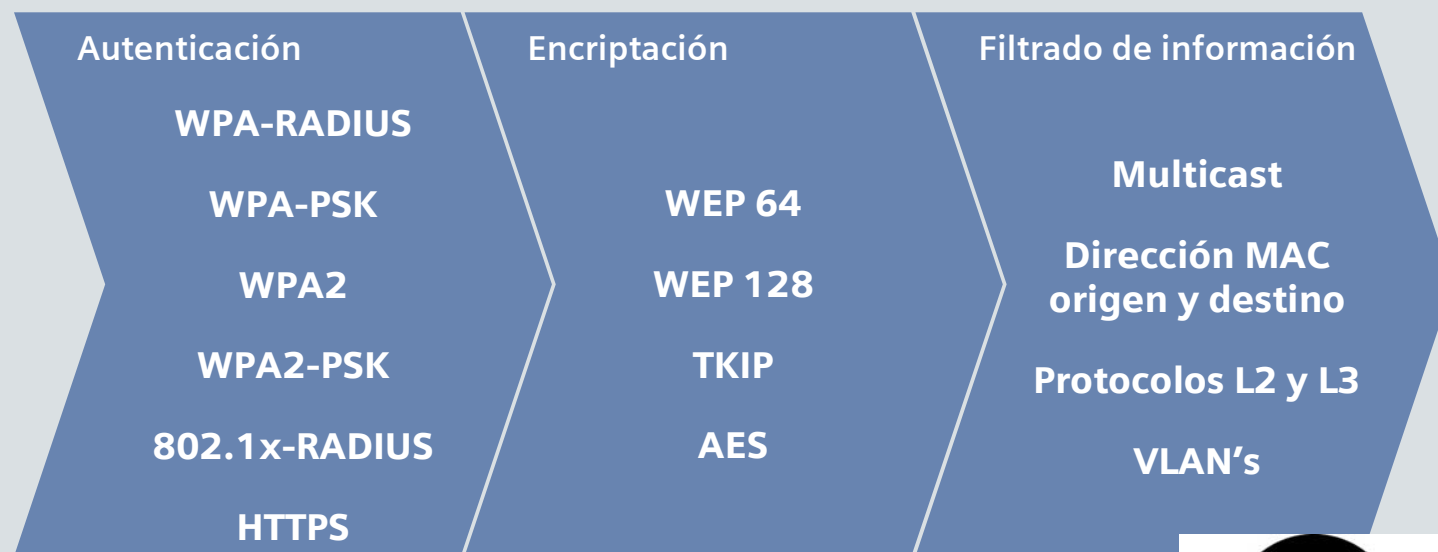 Autenticación
WPA-RADIUS
WPA-PSK
WPA2
WPA2-PSK
802.1x-RADIUS
HTTPS
Encriptación
WEP 64
WEP 128
TKIP
AES
Filtrado de información
Multicast
Dirección MAC
origen y destino
Protocolos L2 y L3
VLAN’s